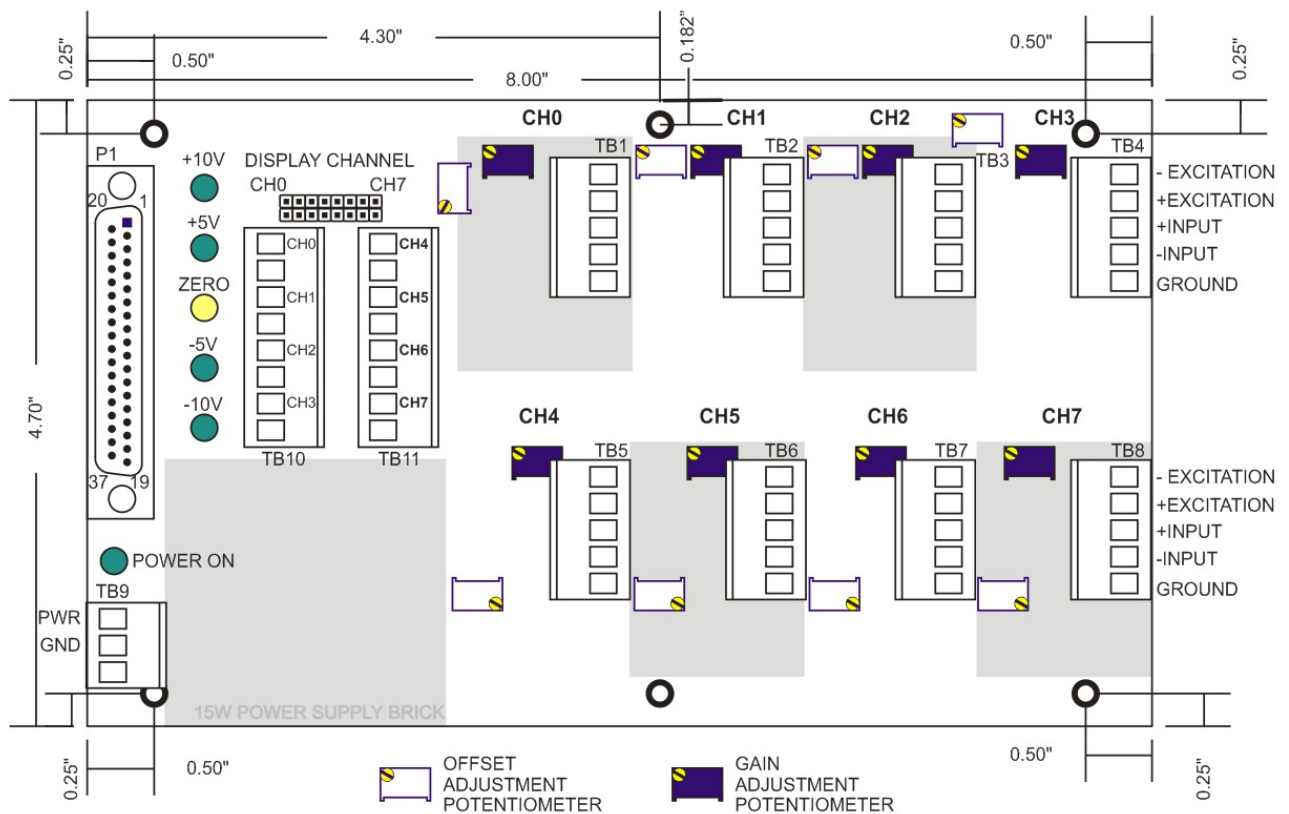 4.30"
0.182"
0.25"
0.50"
0.50"
0.25"
8.00"
CH0
CH1
CH2
CH3
P1
+10V
DISPLAY CHANNEL
TB1
TB2
TB3
TB4
CH0
CH7
- EXCITATION
+EXCITATION
+INPUT
-INPUT
GROUND
20
1
+5V
CH0
CH4
ZERO
CH1
CH5
-5V
CH2
CH6
-10V
CH3
CH7
4.70"
TB10
TB11
CH4
CH5
CH6
CH7
TB5
TB6
TB7
TB8
- EXCITATION
+EXCITATION
+INPUT
-INPUT
GROUND
37
19
POWER ON
TB9
PWR
GND
15W POWER SUPPLY BRICK
0.25"
0.50"
0.50"
0.25"
OFFSET
ADJUSTMENT
POTENTIOMETER
GAIN
ADJUSTMENT
POTENTIOMETER